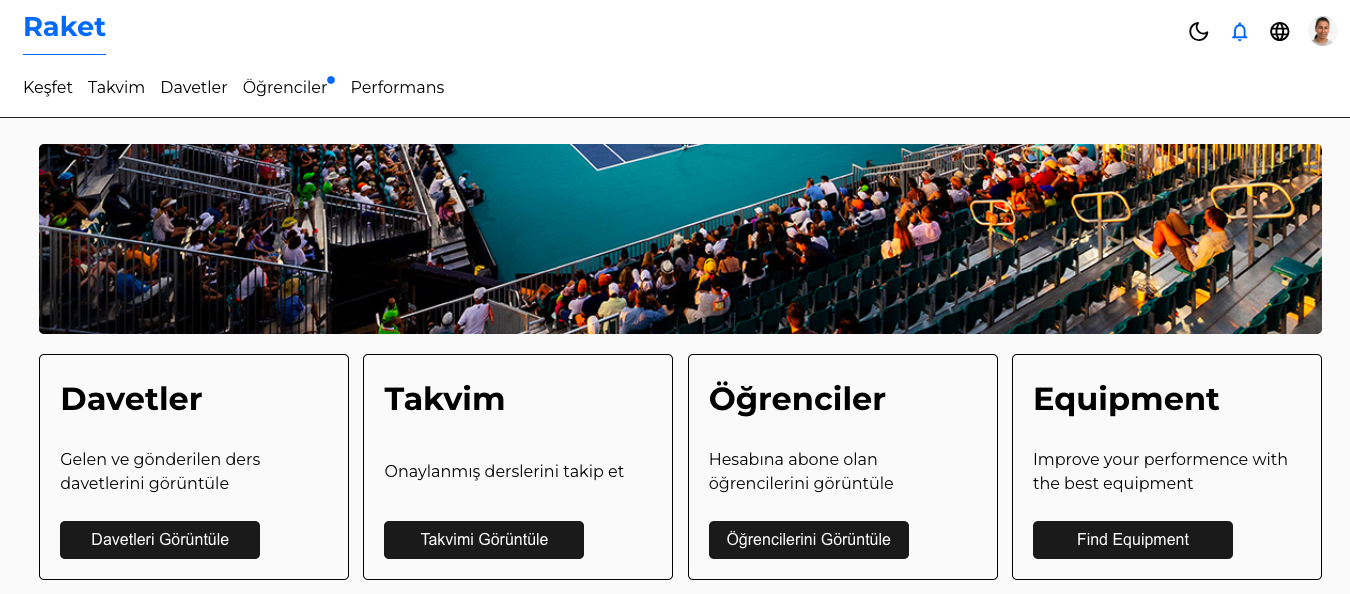 Raket
Keşfet Takvim Davetler Öğrenciler Performans
Davetler
Gelen ve gönderilen ders
davetlerini görüntüle
Davetleri Görüntüle
Takvim
Onaylanmış derslerini takip et
Takvimi Görüntüle
Öğrenciler
Hesabına abone olan
öğrencilerini görüntüle
Öğrencilerini Görüntüle
Equipment
Improve your performence with
the best equipment
Find Equipment